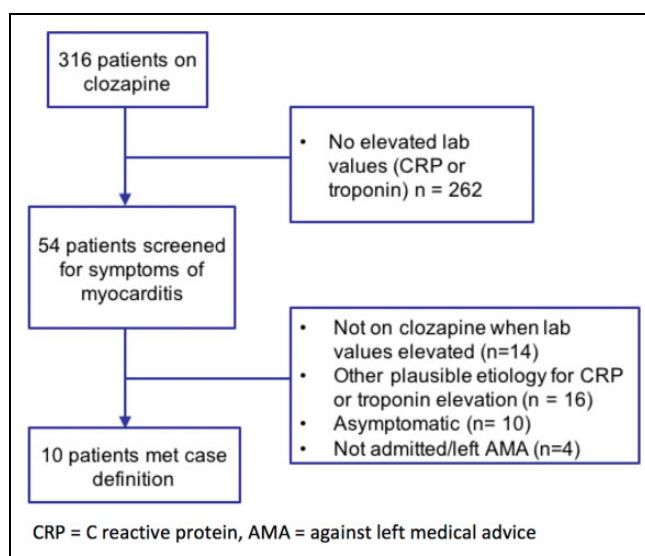 316 patients on
clozapine
• No elevated lab
values (CRP or
troponin) n = 262
54 patients screened
for symptoms of
myocarditis
• Not on clozapine when lab
values elevated (n=14)
• Other plausible etiology for CRP
or troponin elevation (n = 16)
• Asymptomatic (n= 10)
• Not admitted/left AMA (n=4)
10 patients met case
definition
CRP = C reactive protein, AMA = against left medical advice